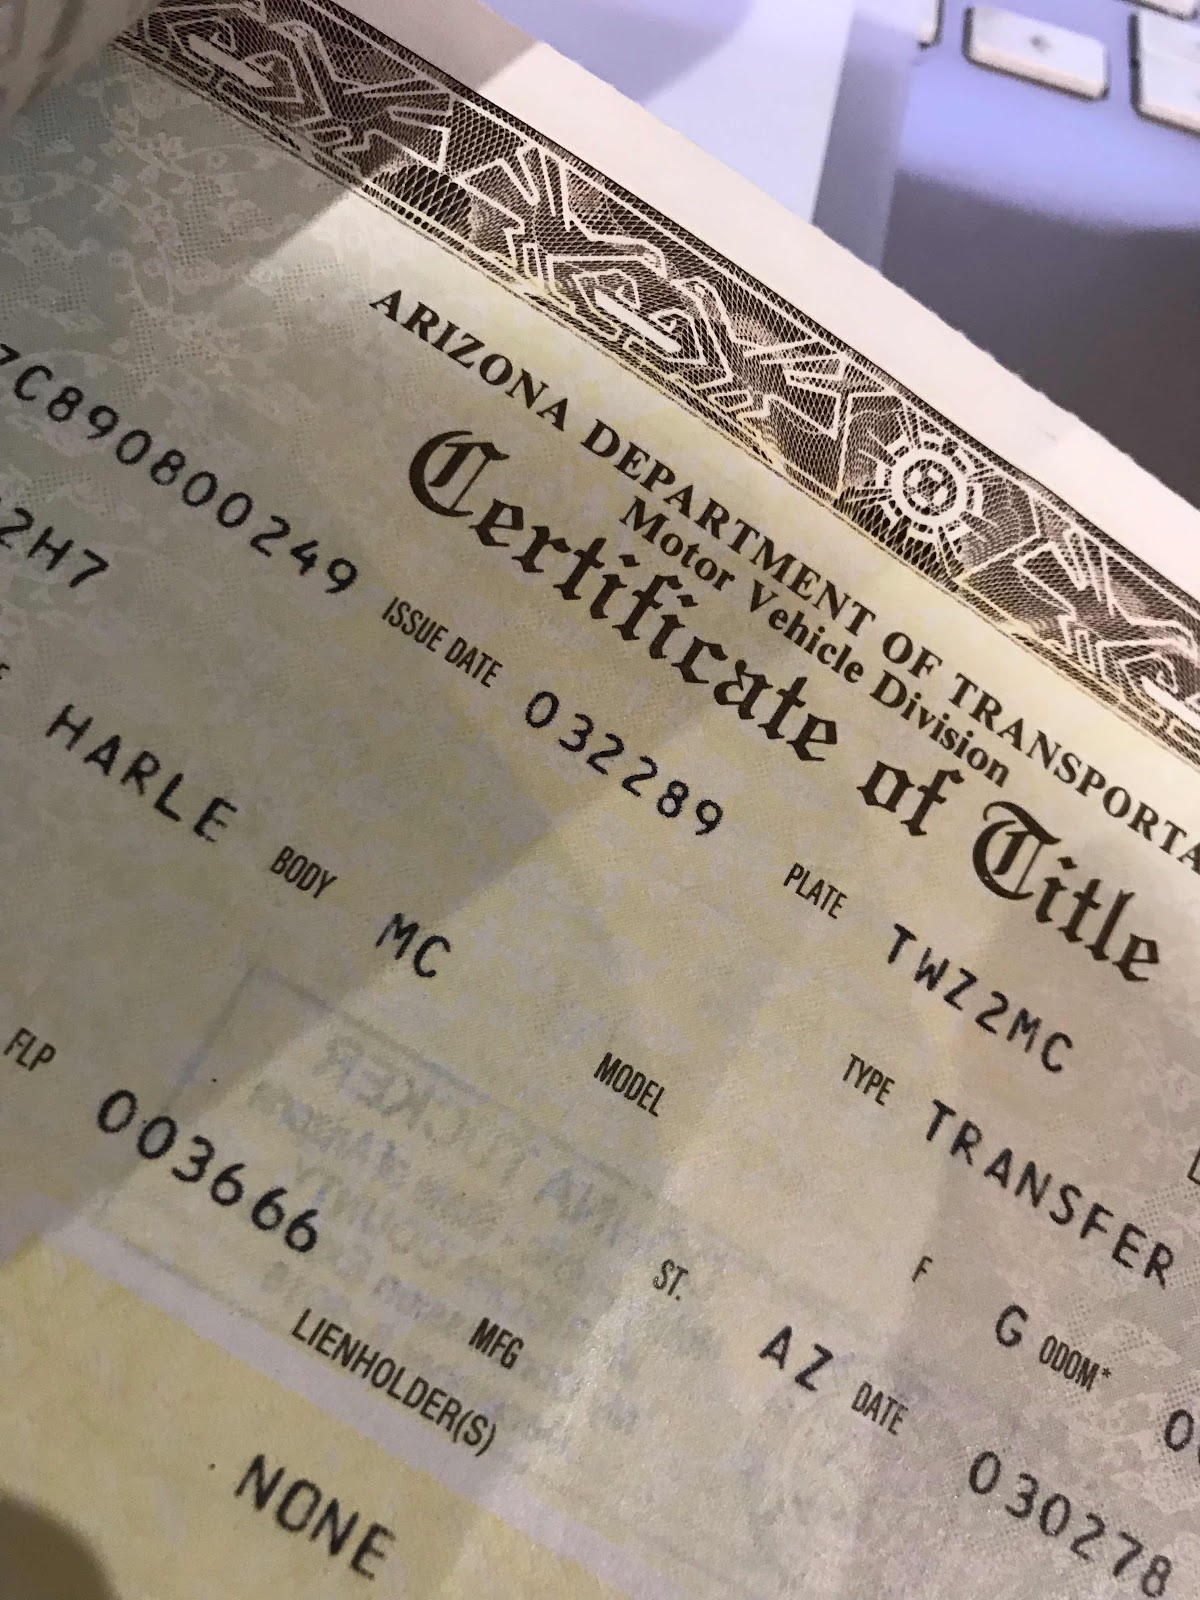 ARIZONA DEPARTMENT OF TRANSPORTA
Motor Vehicle Division
Certificate of Title
7C890800249 ISSUE DATE 032289 PLATE TWZ2MC
2H7
HARLE BODY MC MODEL TYPE TRANSFER
FLP 003666 MFG ST. AZ DATE 030278
F G ODOM*
LIENHOLDER(S)
NONE